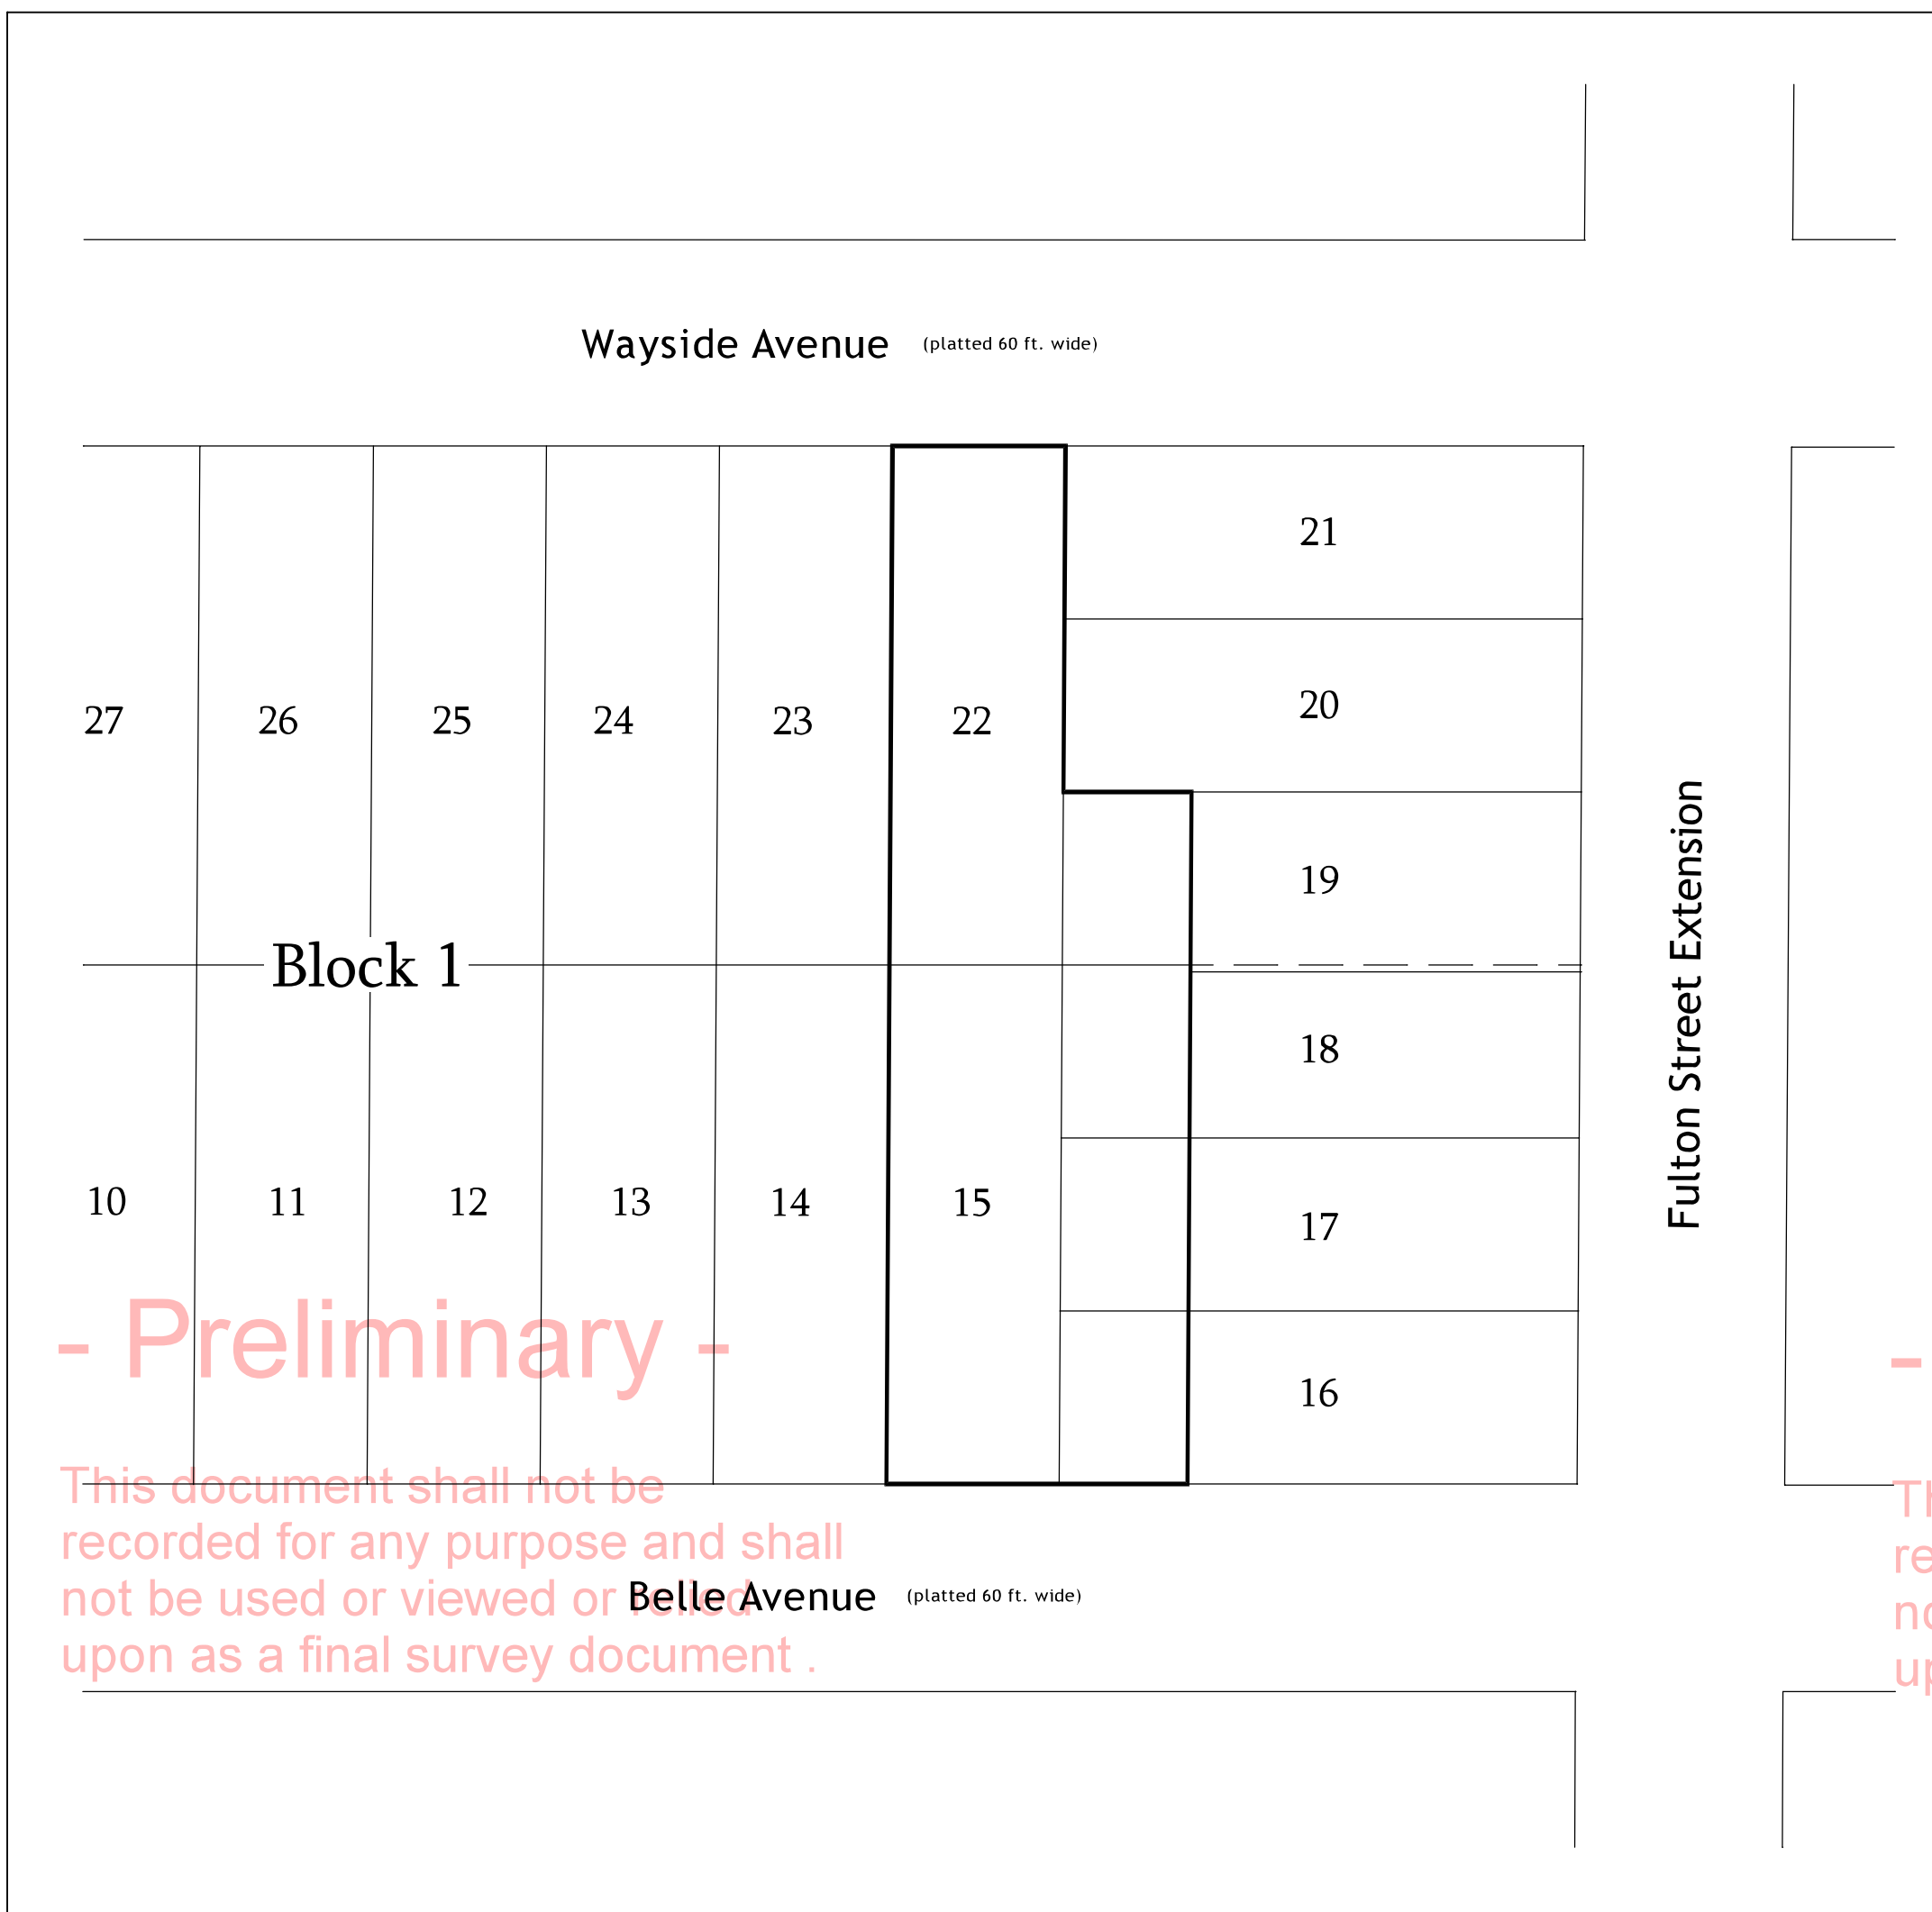 Wayside Avenue (platted 60 ft. wide)
21
20
27 26 25 24 23 22
19
Block 1
18
Fulton Street Extension
10 11 12 13 14 15
17
16
- Preliminary -
This document shall not be
recorded for any purpose and shall
not be used or viewed or relied
upon as a final survey document .
Belle Avenue (platted 60 ft. wide)